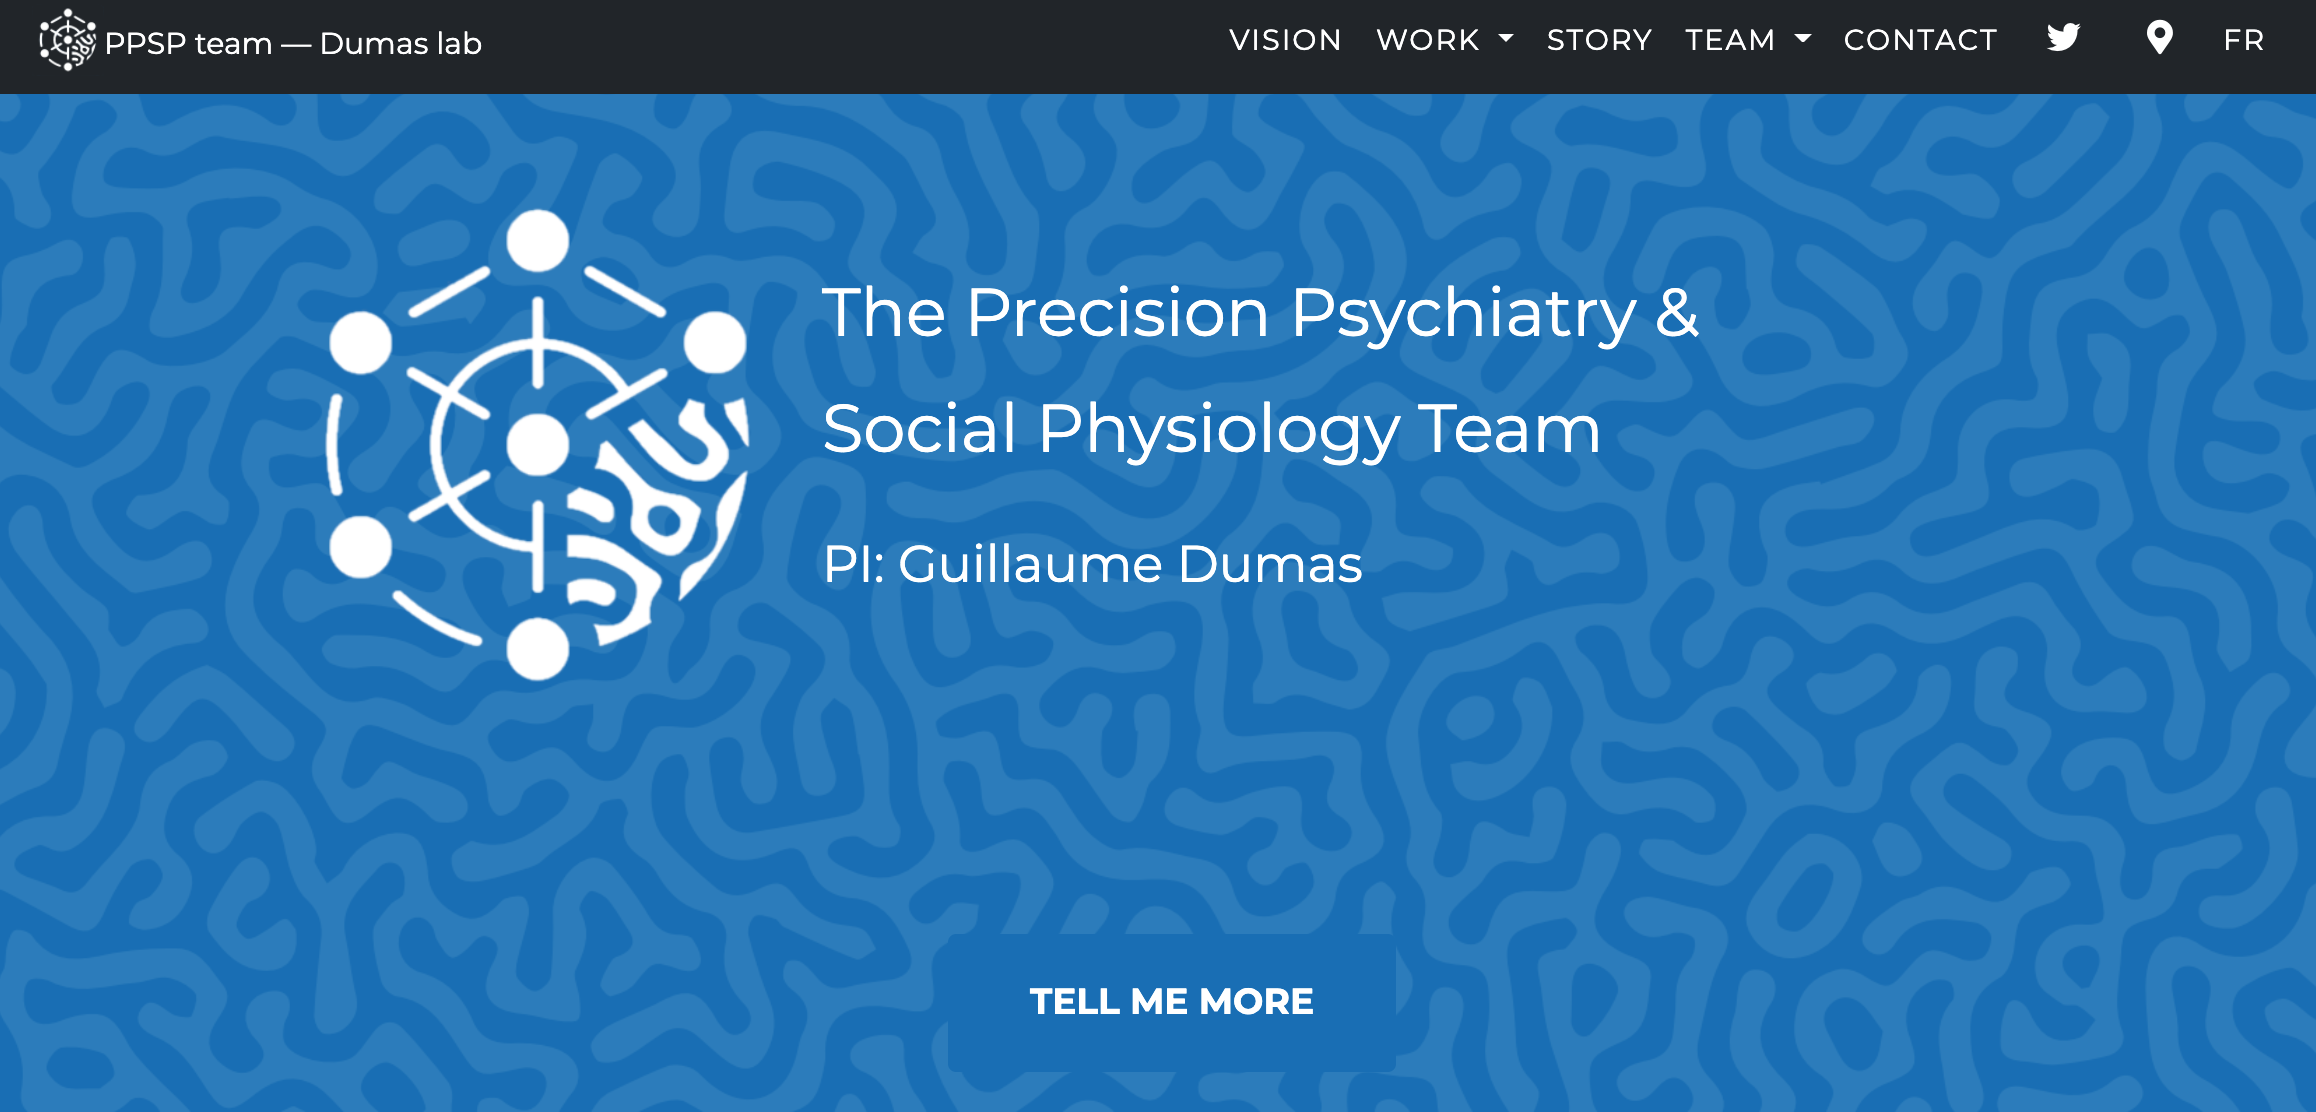 PPSP team — Dumas lab
VISION WORK STORY TEAM CONTACT FR
The Precision Psychiatry &
Social Physiology Team
PI: Guillaume Dumas
TELL ME MORE